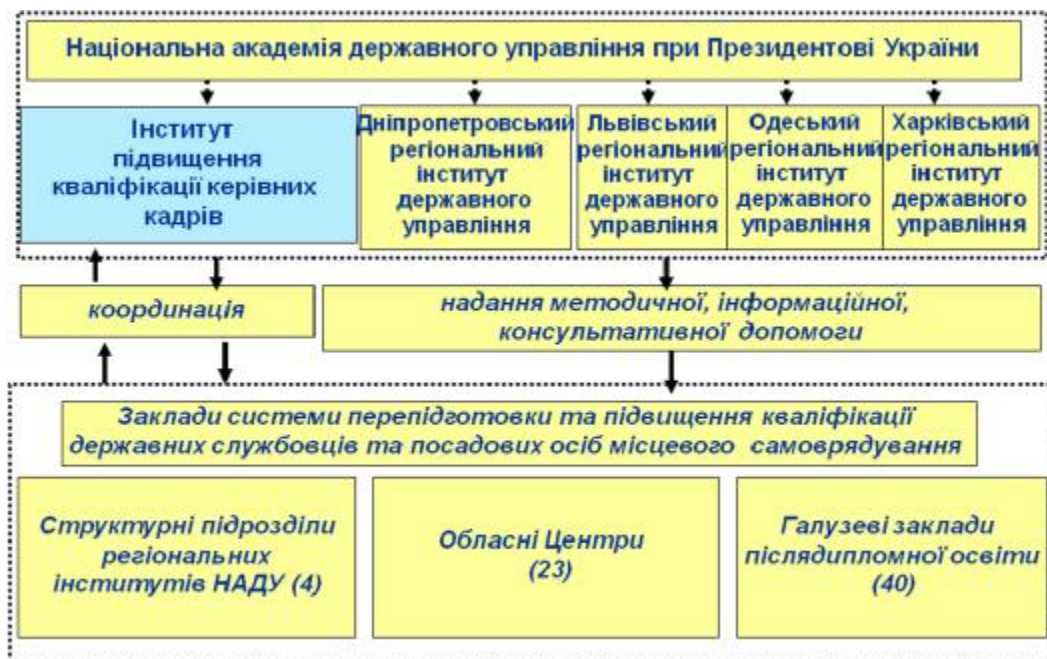 Національна академія державного управління при Президентові України
Інститут
підвищення
кваліфікації керівних
кадрів
Дніпропетровський
регіональний
інститут
державного
управління
Львівський
регіональний
інститут
державного
управління
Одеський
регіональний
інститут
державного
управління
Харківський
регіональний
інститут
державного
управління
координація
надання методичної, інформаційної,
консультативної допомоги
Заклади системи перепідготовки та підвищення кваліфікації
державних службовців та посадових осіб місцевого самоврядування
Структурні підрозділи
регіональних
інститутів НАДУ (4)
Обласні Центри
(23)
Галузеві заклади
післядипломної освіти
(40)